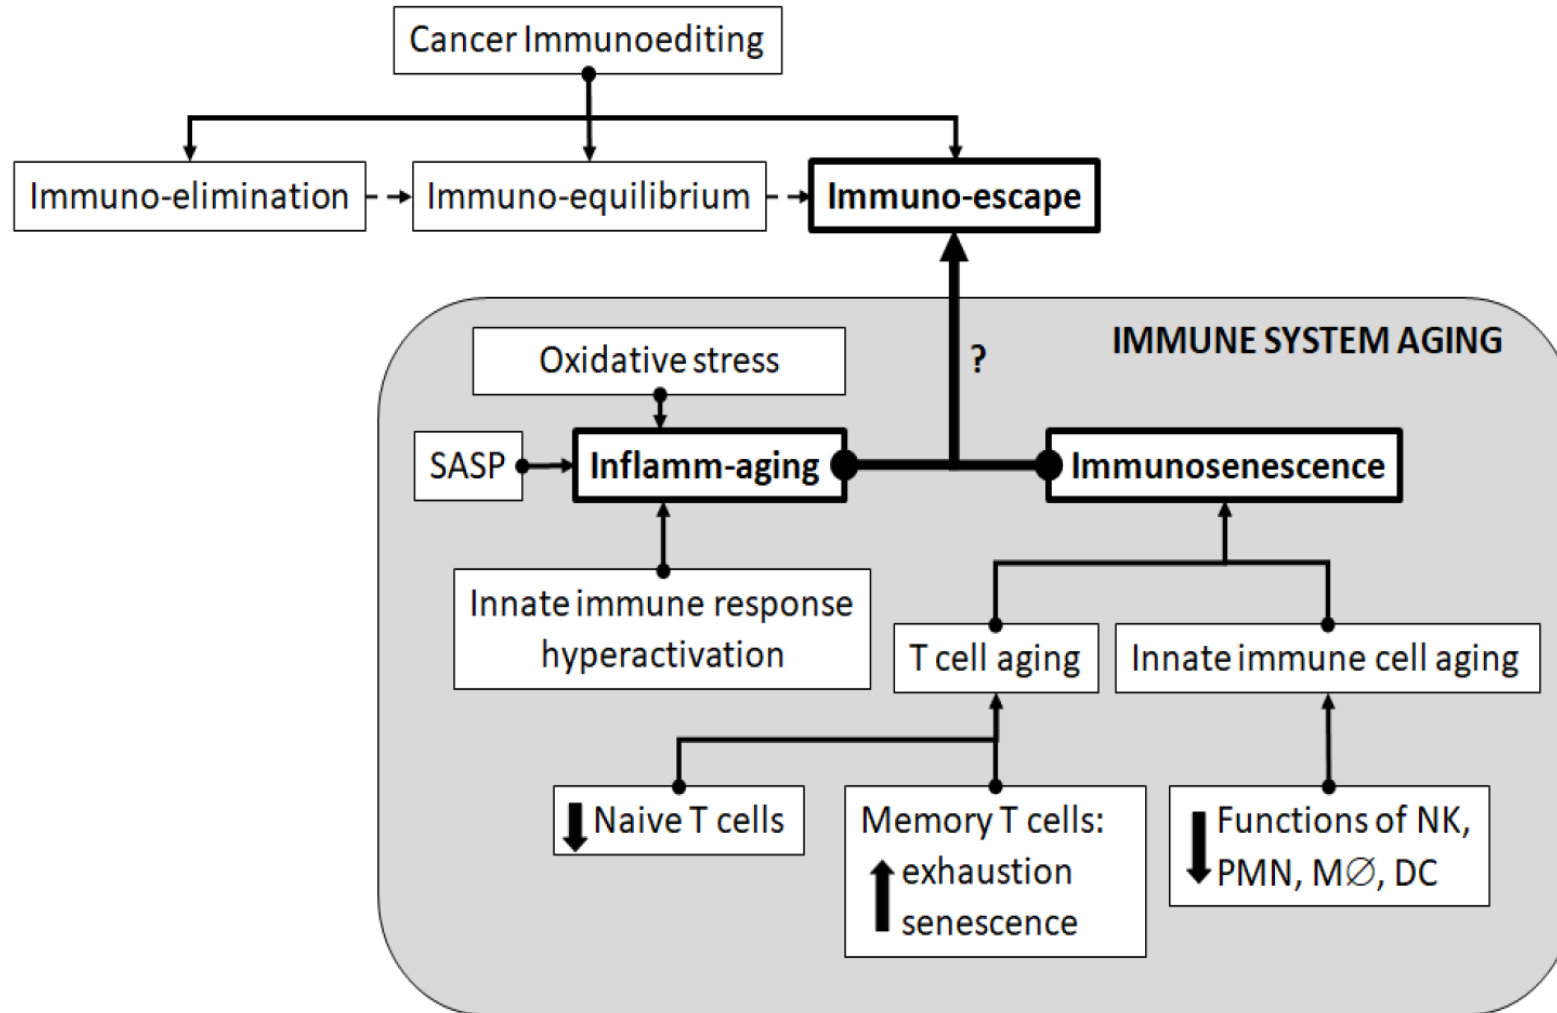 Cancer Immunoediting
Immuno-elimination
Immuno-equilibrium
Immuno-escape
IMMUNE SYSTEM AGING
?
Oxidative stress
SASP
Inflamm-aging
Immunosenescence
Innate immune response
hyperactivation
T cell aging
Innate immune cell aging
Naive T cells
Memory T cells:
exhaustion
senescence
Functions of NK,
PMN, M∅, DC